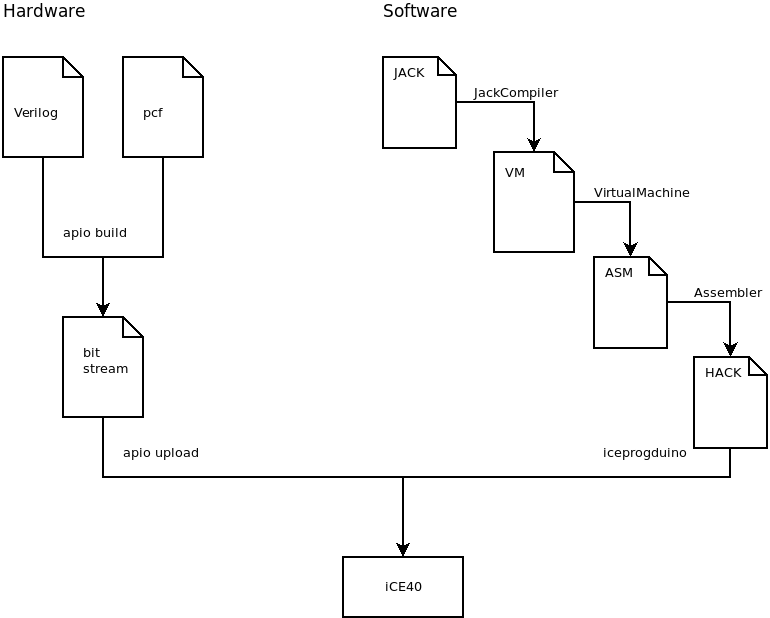 Hardware
Software
Verilog
pcf
JACK
JackCompiler
VM
VirtualMachine
apio build
ASM
Assembler
bit
stream
HACK
apio upload
iceprogduino
iCE40